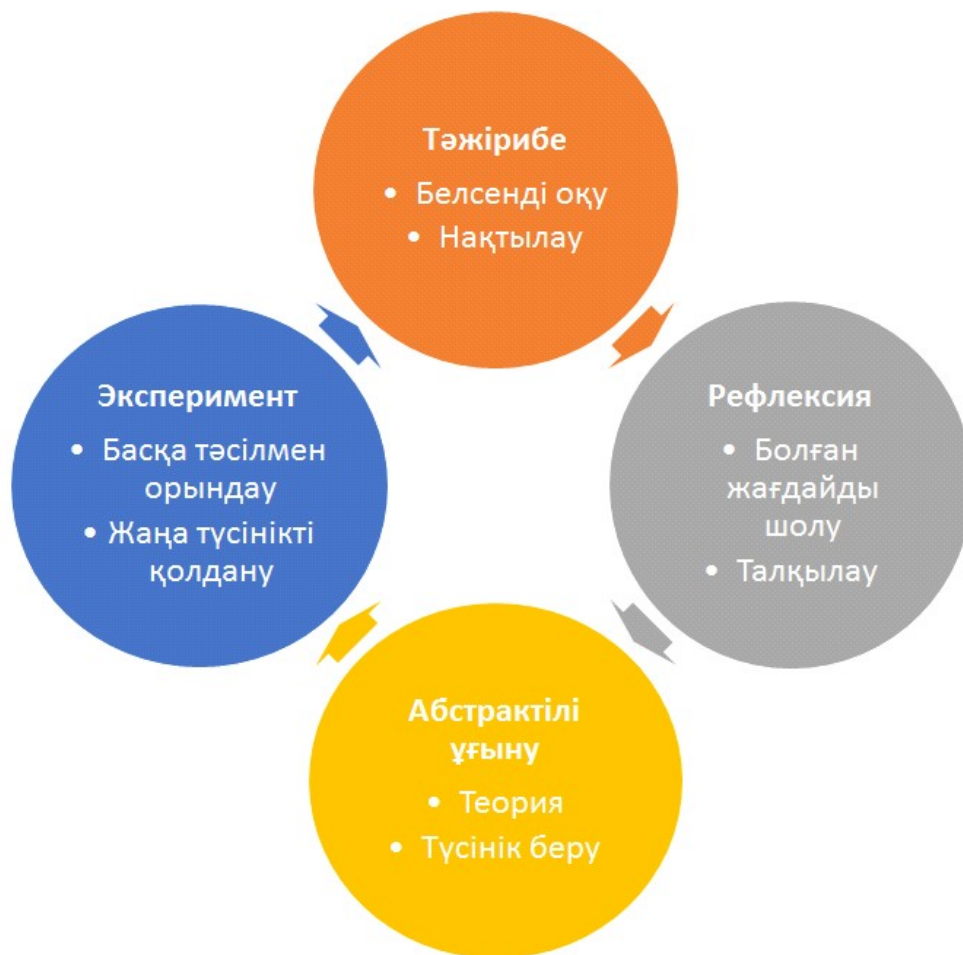 Тәжірибе
• Белсенді оқу
• Нақтылау
Рефлексия
• Болған
жағдайды
шолу
• Талқылау
Абстрактілі
ұғыну
• Теория
• Түсінік беру
Эксперимент
• Басқа тәсілмен
орындау
• Жаңа түсінікті
қолдану